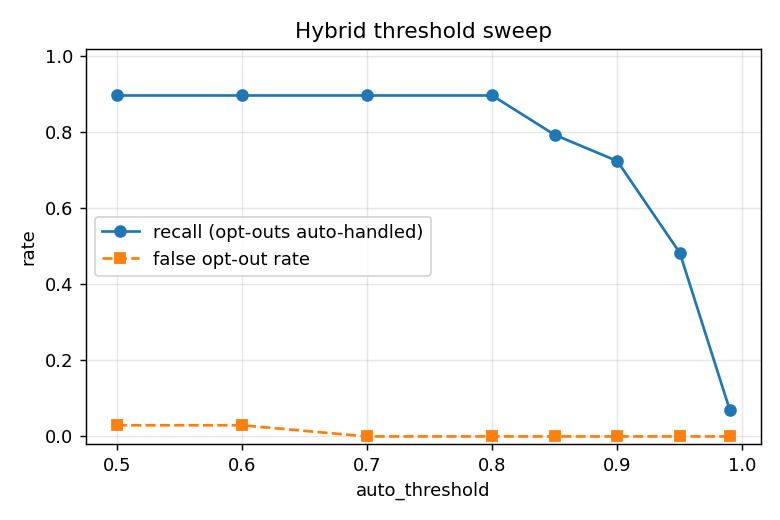 Hybrid threshold sweep
1.0
0.8
0.6
0.4
0.2
0.0
rate
recall (opt-outs auto-handled)
false opt-out rate
0.5 0.6 0.7 0.8 0.9 1.0
auto_threshold